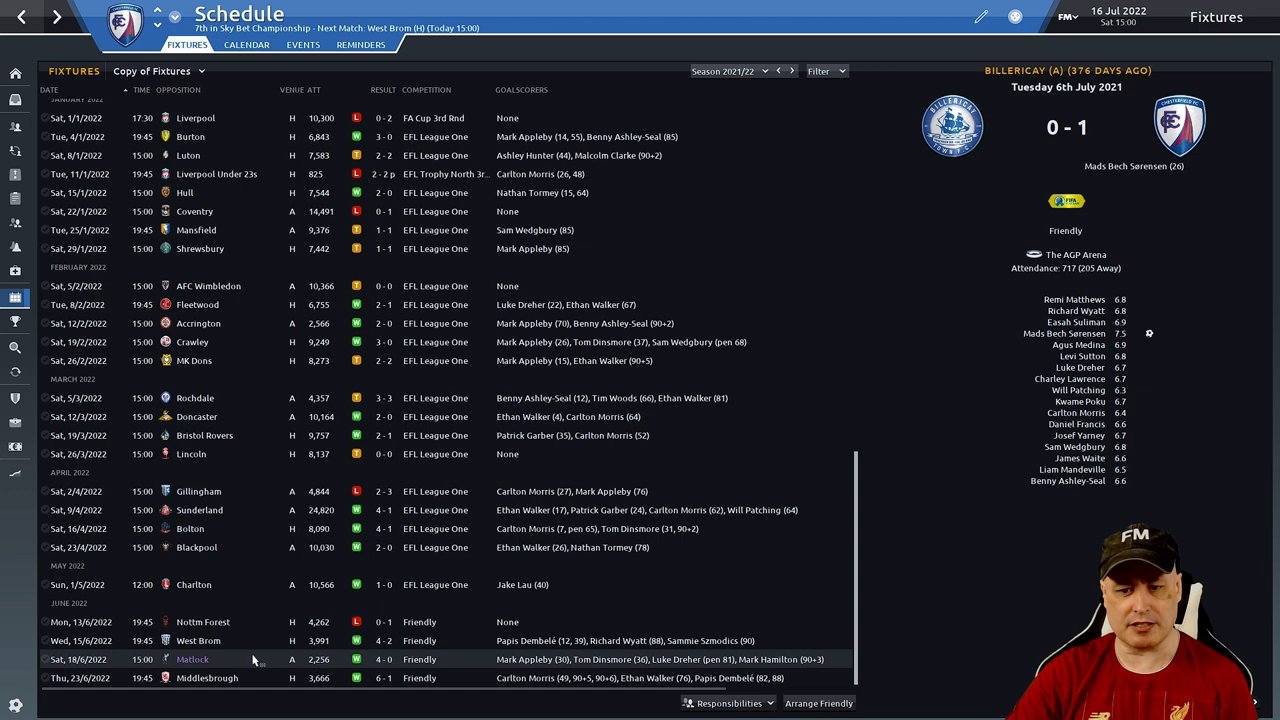 Schedule
7th in Sky Bet Championship - Next Match: West Brom (H) (Today 15:00)
FM
16 Jul 2022
Sat 15:00
Fixtures
FIXTURES CALENDAR EVENTS REMINDERS
FIXTURES Copy of Fixtures Season 2021/22 Filter
DATE TIME OPPOSITION VENUE ATT RESULT COMPETITION GOALSCORERS
JANUARY 2022
Sat, 1/1/2022 17:30 Liverpool H 10,300 L 0 - 2 FA Cup 3rd Rnd None
Tue, 4/1/2022 19:45 Burton H 6,843 W 3 - 0 EFL League One Mark Appleby (14, 55), Benny Ashley-Seal (85)
Sat, 8/1/2022 15:00 Luton H 7,583 T 2 - 2 EFL League One Ashley Hunter (44), Malcolm Clarke (90+2)
Tue, 11/1/2022 19:45 Liverpool Under 23s H 825 L 2 - 2 p EFL Trophy North 3r... Carlton Morris (26, 48)
Sat, 15/1/2022 15:00 Hull H 7,544 W 2 - 0 EFL League One Nathan Tormey (15, 64)
Sat, 22/1/2022 15:00 Coventry A 14,491 L 0 - 1 EFL League One None
Tue, 25/1/2022 19:45 Mansfield A 9,376 T 1 - 1 EFL League One Sam Wedgbury (85)
Sat, 29/1/2022 15:00 Shrewsbury H 7,442 T 1 - 1 EFL League One Mark Appleby (85)
FEBRUARY 2022
Sat, 5/2/2022 15:00 AFC Wimbledon H 10,366 T 0 - 0 EFL League One None
Tue, 8/2/2022 19:45 Fleetwood H 6,755 W 2 - 1 EFL League One Luke Dreher (22), Ethan Walker (67)
Sat, 12/2/2022 15:00 Accrington A 2,566 W 2 - 0 EFL League One Mark Appleby (70), Benny Ashley-Seal (90+2)
Sat, 19/2/2022 15:00 Crawley H 9,249 W 3 - 0 EFL League One Mark Appleby (26), Tom Dinsmore (37), Sam Wedgbury (pen 68)
Sat, 26/2/2022 15:00 MK Dons H 8,273 T 2 - 2 EFL League One Mark Appleby (15), Ethan Walker (90+5)
MARCH 2022
Sat, 5/3/2022 15:00 Rochdale A 4,357 T 3 - 3 EFL League One Benny Ashley-Seal (12), Tim Woods (66), Ethan Walker (81)
Sat, 12/3/2022 15:00 Doncaster A 10,164 W 2 - 0 EFL League One Ethan Walker (4), Carlton Morris (64)
Sat, 19/3/2022 15:00 Bristol Rovers H 9,757 W 2 - 1 EFL League One Patrick Garber (35), Carlton Morris (52)
Sat, 26/3/2022 15:00 Lincoln H 8,137 T 0 - 0 EFL League One None
APRIL 2022
Sat, 2/4/2022 15:00 Gillingham A 4,844 L 2 - 3 EFL League One Carlton Morris (27), Mark Appleby (76)
Sat, 9/4/2022 15:00 Sunderland A 24,820 W 4 - 1 EFL League One Ethan Walker (17), Patrick Garber (24), Carlton Morris (62), Will Patching (64)
Sat, 16/4/2022 15:00 Bolton H 8,090 W 4 - 1 EFL League One Carlton Morris (7, pen 65), Tom Dinsmore (31, 90+2)
Sat, 23/4/2022 15:00 Blackpool A 10,030 W 2 - 0 EFL League One Ethan Walker (26), Nathan Tormey (78)
MAY 2022
Sun, 1/5/2022 12:00 Charlton A 10,566 W 1 - 0 EFL League One Jake Lau (40)
JUNE 2022
Mon, 13/6/2022 19:45 Nottm Forest H 4,262 L 0 - 1 Friendly None
Wed, 15/6/2022 19:45 West Brom H 3,991 W 4 - 2 Friendly Papis Dembelé (12, 39), Richard Wyatt (88), Sammie Szmodics (90)
Sat, 18/6/2022 15:00 Matlock A 2,256 W 4 - 0 Friendly Mark Appleby (30), Tom Dinsmore (36), Luke Dreher (pen 81), Mark Hamilton (90+3)
Thu, 23/6/2022 19:45 Middlesbrough H 3,666 W 6 - 1 Friendly Carlton Morris (49, 90+5, 90+6), Ethan Walker (76), Papis Dembelé (82, 88)
Responsibilities Arrange Friendly
BILLERICAY (A) (376 DAYS AGO)
Tuesday 6th July 2021
0 - 1
Mads Bech Sørensen (26)
FIFA
Friendly
The AGP Arena
Attendance: 717 (205 Away)
Remi Matthews 6.8
Richard Wyatt 6.8
Easah Suliman 6.9
Mads Bech Sørensen 7.5
Agus Medina 6.9
Levi Sutton 6.8
Luke Dreher 6.7
Charley Lawrence 6.7
Will Patching 6.3
Kwame Poku 6.7
Carlton Morris 6.4
Daniel Francis 6.6
Josef Yarney 6.7
Sam Wedgbury 6.8
James Waite 6.6
Liam Mandeville 6.5
Benny Ashley-Seal 6.6
FM